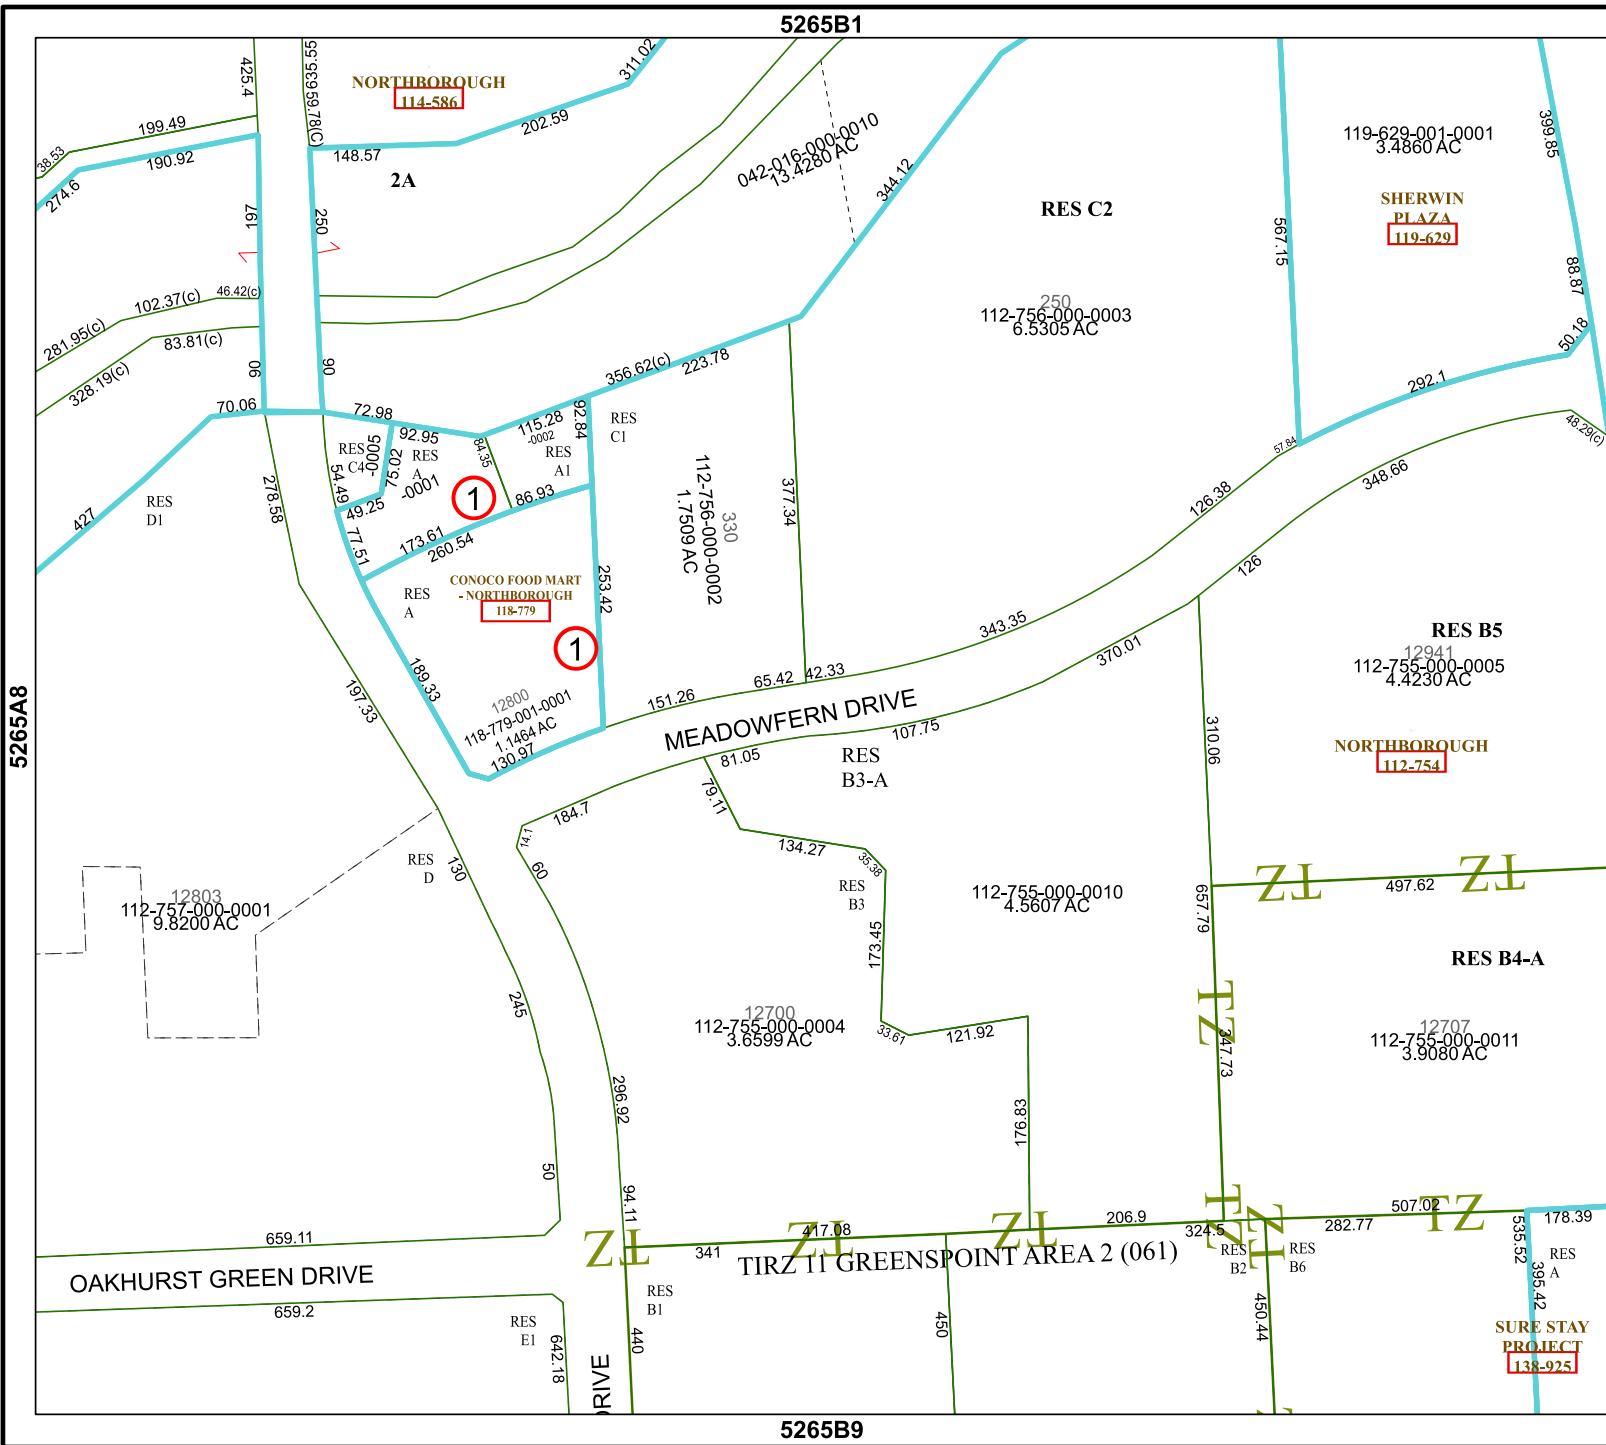 5265B1
NORTHBOROUGH
114-586
425.4
535.55
59.78(C)
311.02
199.49
38.53
190.92
274.6
148.57
202.59
2A
042-016-000-0010
13.4280 AC
344.12
RES C2
119-629-001-0001
3.4860 AC
399.85
SHERWIN
PLAZA
119-629
197
250
567.15
88.87
50.18
46.42(c)
102.37(c)
281.95(c)
83.81(c)
328.19(c)
90
90
250
112-756-000-0003
6.5305 AC
70.06
72.98
92.95
356.62(c)
223.78
292.1
48.29(c)
57.84
RES
C4
-0005
75.02
RES
A
-0001
84.35
115.28
-0002
RES
A1
92.84
RES
C1
54.49
49.25
1
86.93
77.51
173.61
260.54
278.58
427
RES
D1
377.34
330
112-756-000-0002
1.7509 AC
126.38
348.66
126
CONOCO FOOD MART
- NORTHBOROUGH
118-779
RES
A
253.42
1
189.33
197.33
12800
118-779-001-0001
1.1464 AC
130.97
151.26
65.42
42.33
343.35
370.01
MEADOWFERN DRIVE
107.75
81.05
RES
B3-A
79.11
RES B5
12941
112-755-000-0005
4.4230 AC
310.06
NORTHBOROUGH
112-754
5265A8
184.7
14.1
60
134.27
35.38
RES
B3
RES
D
130
12803
112-757-000-0001
9.8200 AC
112-755-000-0010
4.5607 AC
173.45
657.79
TZ
497.62
TZ
RES B4-A
245
12700
112-755-000-0004
3.6599 AC
33.61
121.92
TZ
347.73
12707
112-755-000-0011
3.9080 AC
296.92
176.83
50
94.11
659.11
TZ
341
TZ
417.08
TZ
206.9
324.5
TZ
TZ
282.77
507.02
TZ
178.39
TIRZ 11 GREENSPOINT AREA 2 (061)
RES
B2
RES
B6
535.52
395.42
RES
A
OAKHURST GREEN DRIVE
659.2
RES
E1
642.18
RES
B1
440
450
450.44
SURE STAY
PROJECT
138-925
5265B9